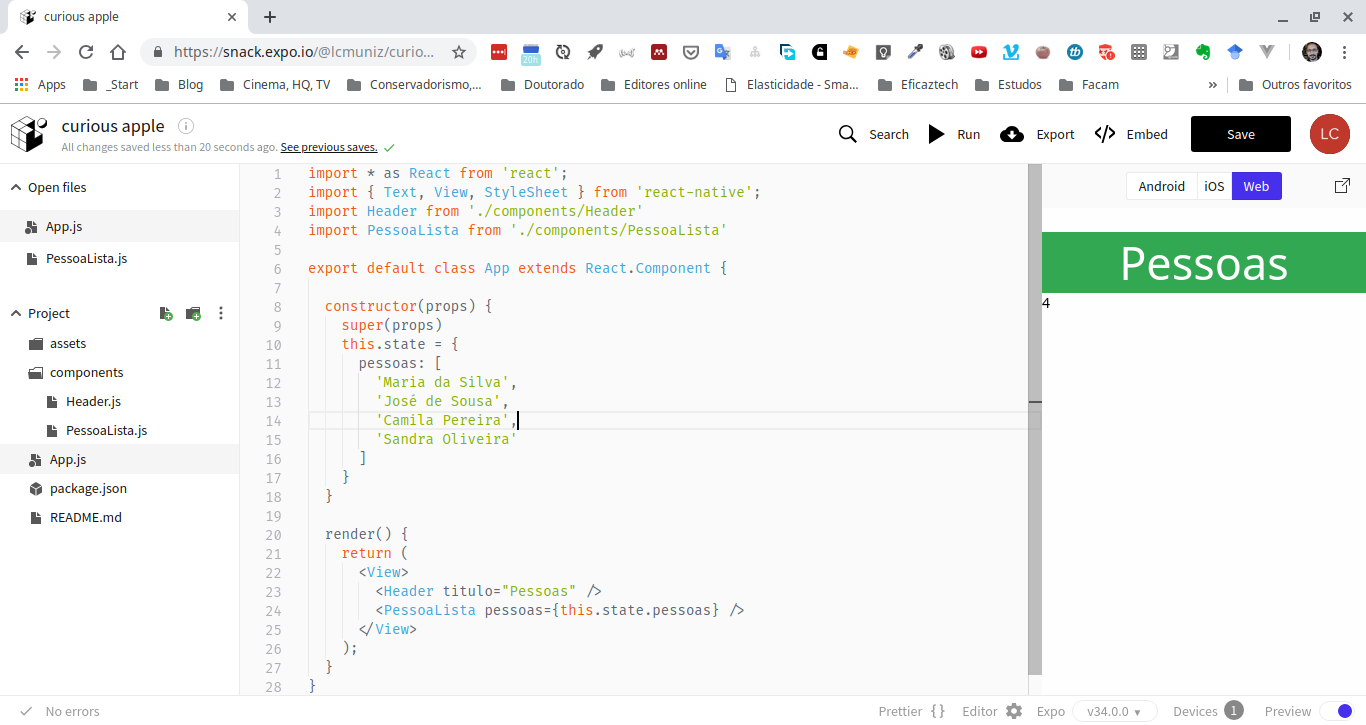 curious apple
https://snack.expo.io/@lcmuniz/curio...
20h
Apps
_Start
Blog
Cinema, HQ, TV
Conservadorismo,...
Doutorado
Editores online
Elasticidade - Sma...
Eficaztech
Estudos
Facam
»
Outros favoritos
curious apple
All changes saved less than 20 seconds ago. See previous saves.
Search
Run
Export
Embed
Save
LC
Open files
App.js
PessoaLista.js
Project
assets
components
Header.js
PessoaLista.js
App.js
package.json
README.md
1 import * as React from 'react';
2 import { Text, View, StyleSheet } from 'react-native';
3 import Header from './components/Header'
4 import PessoaLista from './components/PessoaLista'
5
6 export default class App extends React.Component {
7
8 constructor(props) {
9 super(props)
10 this.state = {
11 pessoas: [
12 'Maria da Silva',
13 'José de Sousa',
14 'Camila Pereira',
15 'Sandra Oliveira'
16 ]
17 }
18 }
19
20 render() {
21 return (
22 <View>
23 <Header titulo="Pessoas" />
24 <PessoaLista pessoas={this.state.pessoas} />
25 </View>
26 );
27 }
28 }
Android
iOS
Web
Pessoas
4
No errors
Prettier {}
Editor
Expo
v34.0.0
Devices
1
Preview